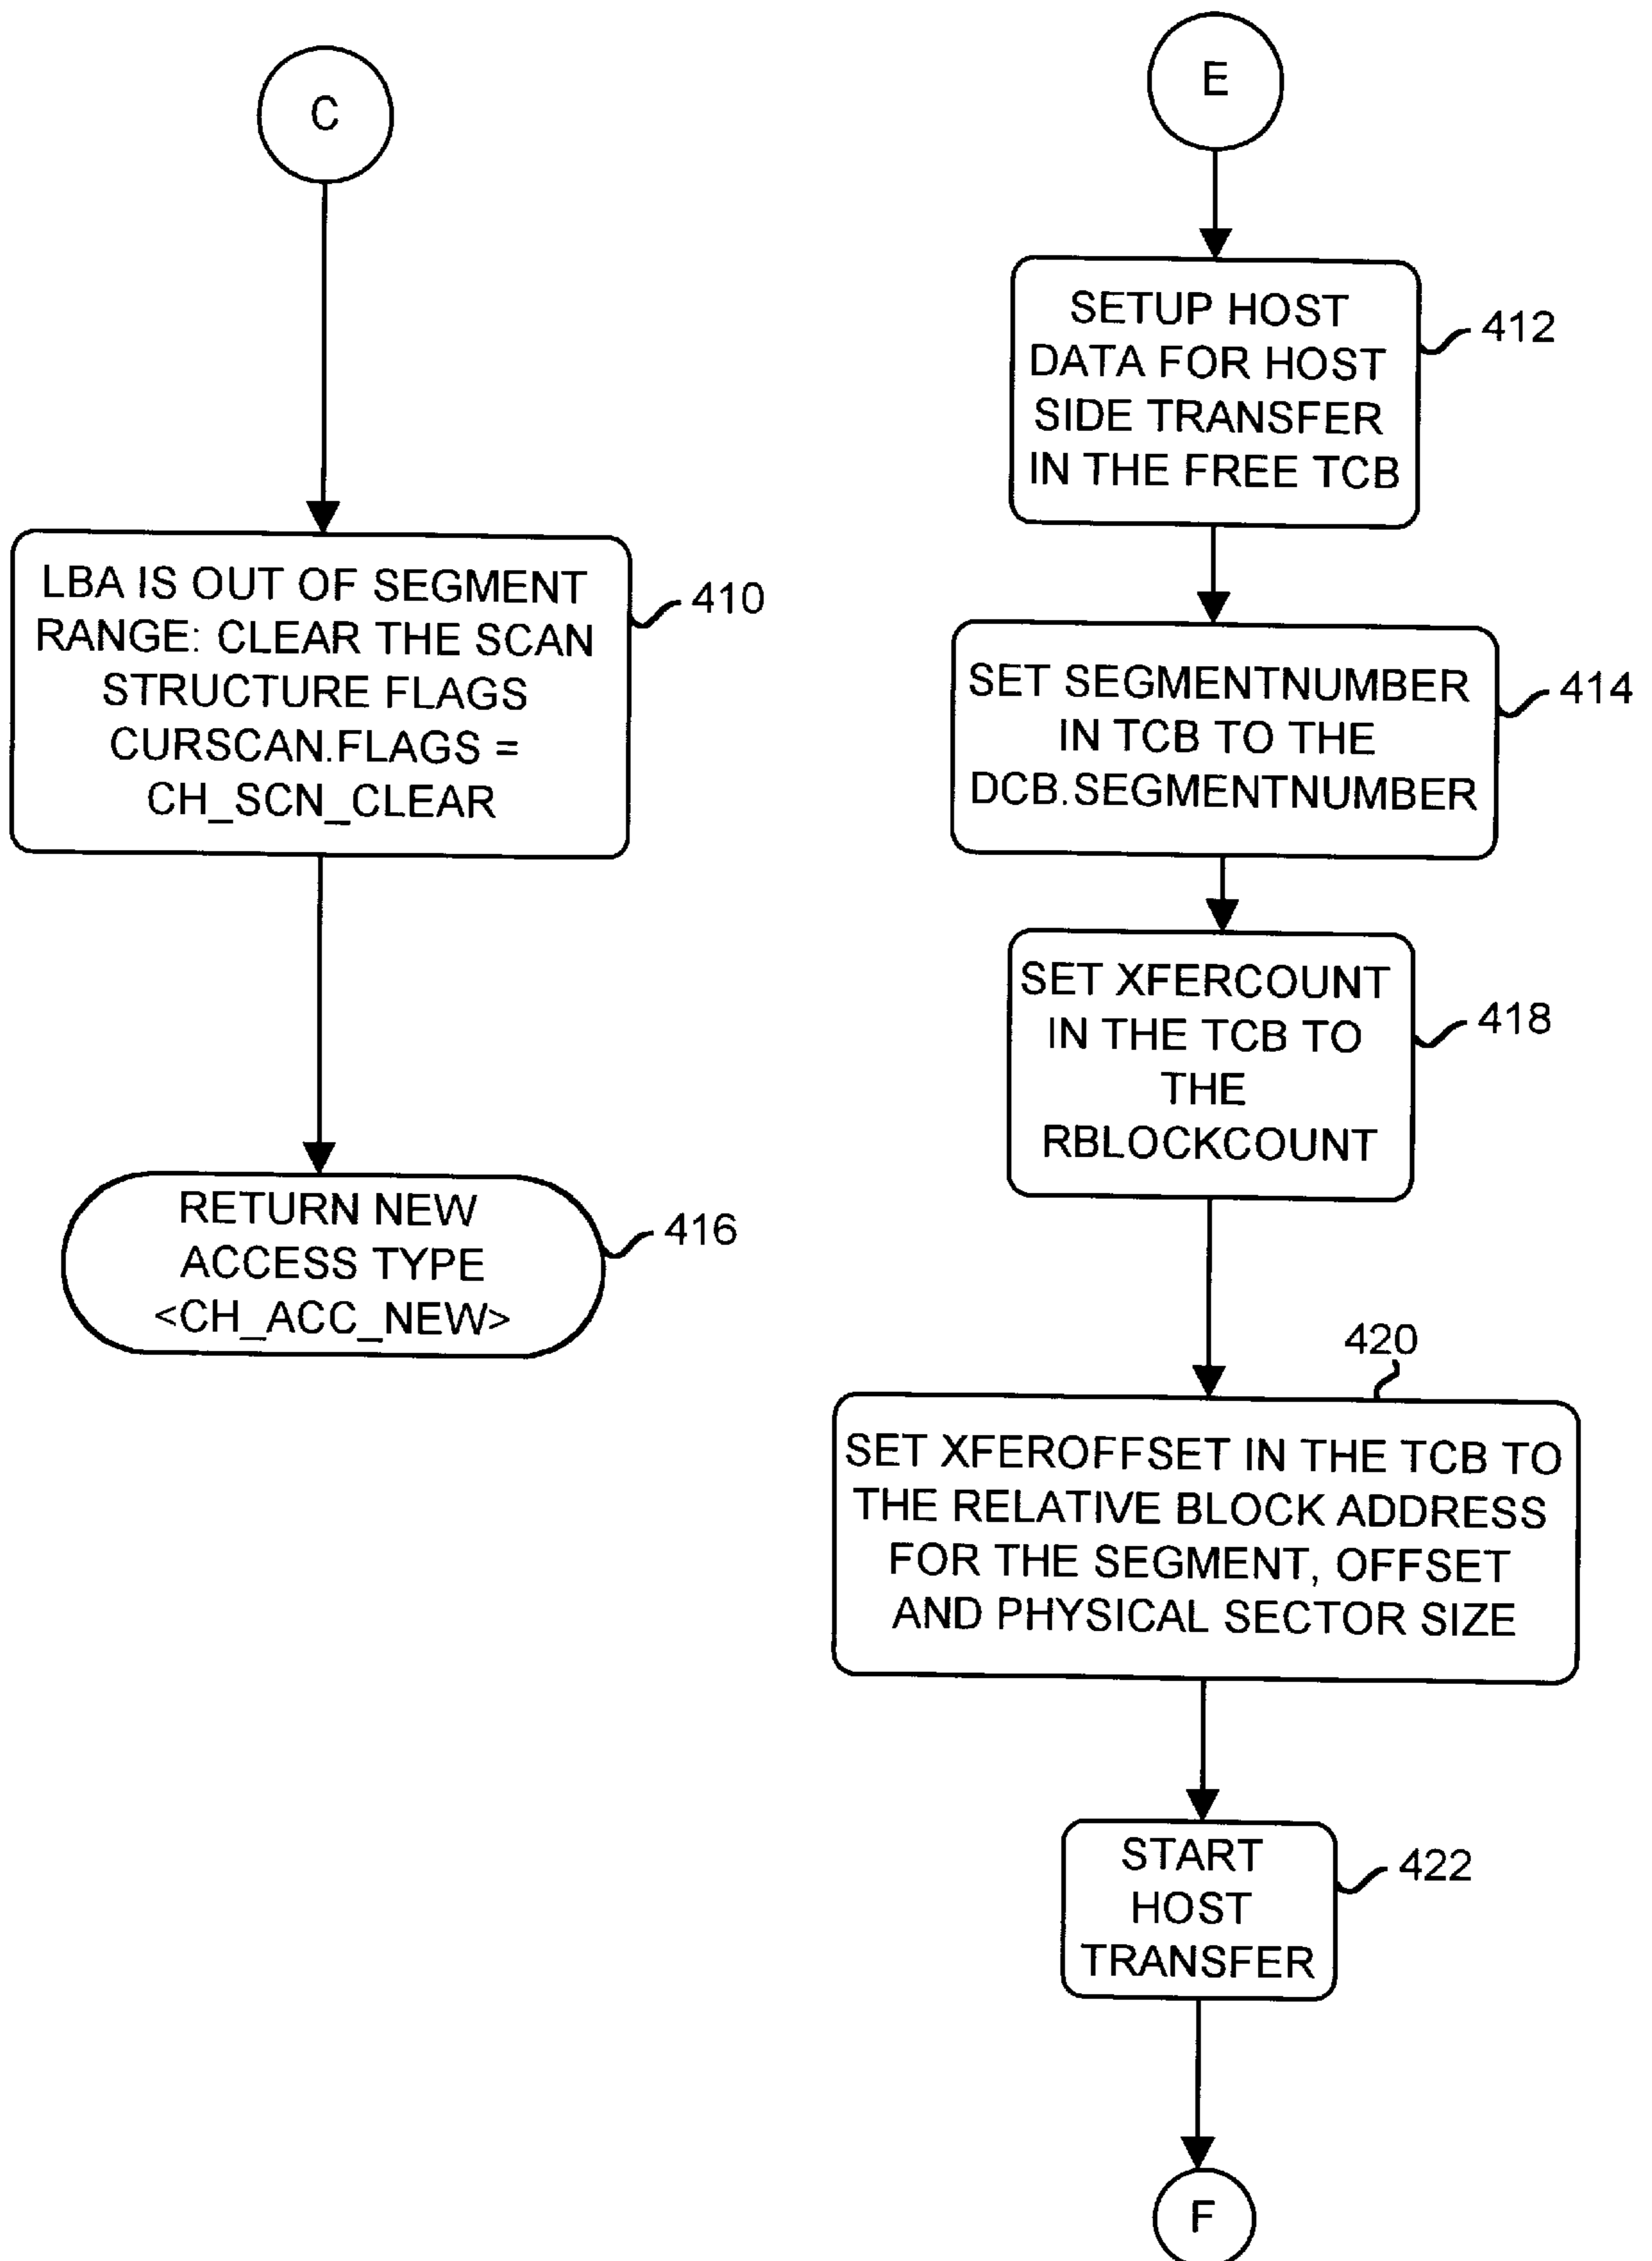 C
LBA IS OUT OF SEGMENT
RANGE: CLEAR THE SCAN
STRUCTURE FLAGS
CURSCAN.FLAGS =
CH_SCN_CLEAR
410
RETURN NEW
ACCESS TYPE
<CH_ACC_NEW>
416
E
SETUP HOST
DATA FOR HOST
SIDE TRANSFER
IN THE FREE TCB
412
SET SEGMENTNUMBER
IN TCB TO THE
DCB.SEGMENTNUMBER
414
SET XFERCOUNT
IN THE TCB TO
THE
RBLOCKCOUNT
418
420
SET XFEROFFSET IN THE TCB TO
THE RELATIVE BLOCK ADDRESS
FOR THE SEGMENT, OFFSET
AND PHYSICAL SECTOR SIZE
START
HOST
TRANSFER
422
F